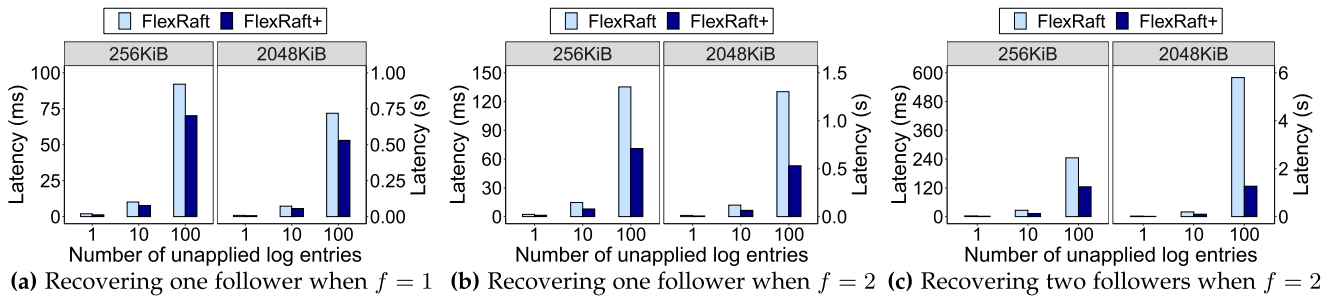 FlexRaft FlexRaft+
256KiB 2048KiB
Latency (ms)
100
75
50
25
0
1.00
0.75
0.50
0.25
0.00
Latency (s)
1 10 100 1 10 100
Number of unapplied log entries
(a) Recovering one follower when f = 1
FlexRaft FlexRaft+
256KiB 2048KiB
Latency (ms)
150
120
90
60
30
0
1.5
1.0
0.5
0.0
Latency (s)
1 10 100 1 10 100
Number of unapplied log entries
(b) Recovering one follower when f = 2
FlexRaft FlexRaft+
256KiB 2048KiB
Latency (ms)
600
480
360
240
120
0
6
4
2
0
Latency (s)
1 10 100 1 10 100
Number of unapplied log entries
(c) Recovering two followers when f = 2